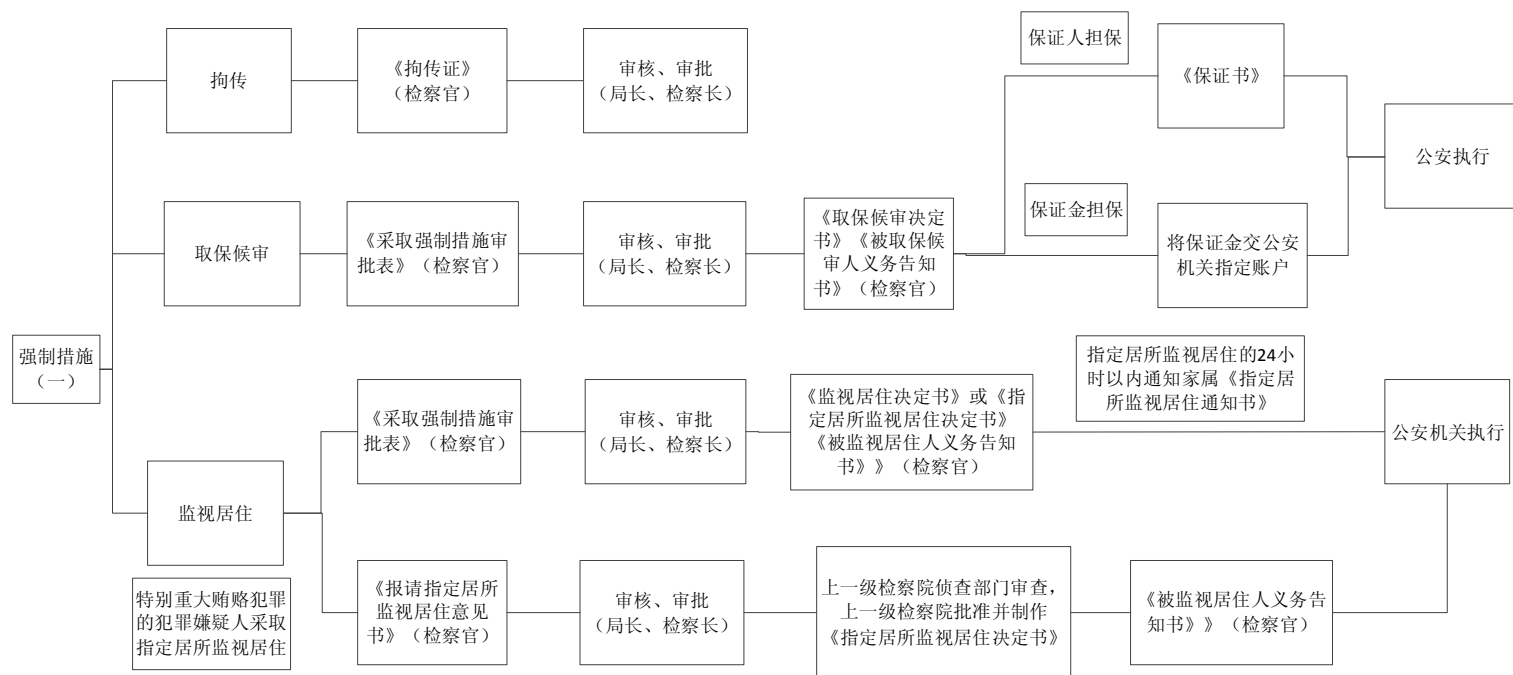 强制措施
（一）
拘传
《拘传证》
（检察官）
审核、审批
（局长、检察长）
取保候审
《采取强制措施审
批表》（检察官）
审核、审批
（局长、检察长）
《取保候审决定
书》《被取保候
审人义务告知
书》（检察官）
保证人担保
《保证书》
保证金担保
将保证金交公安
机关指定账户
公安执行
监视居住
特别重大贿赂犯罪
的犯罪嫌疑人采取
指定居所监视居住
《采取强制措施审
批表》（检察官）
审核、审批
（局长、检察长）
《监视居住决定书》或《指
定居所监视居住决定书》
《被监视居住人义务告知
书》》（检察官）
指定居所监视居住的24小
时以内通知家属《指定居
所监视居住通知书》
公安机关执行
《报请指定居所
监视居住意见
书》（检察官）
审核、审批
（局长、检察长）
上一级检察院侦查部门审查，
上一级检察院批准并制作
《指定居所监视居住决定书》
《被监视居住人义务告
知书》》（检察官）